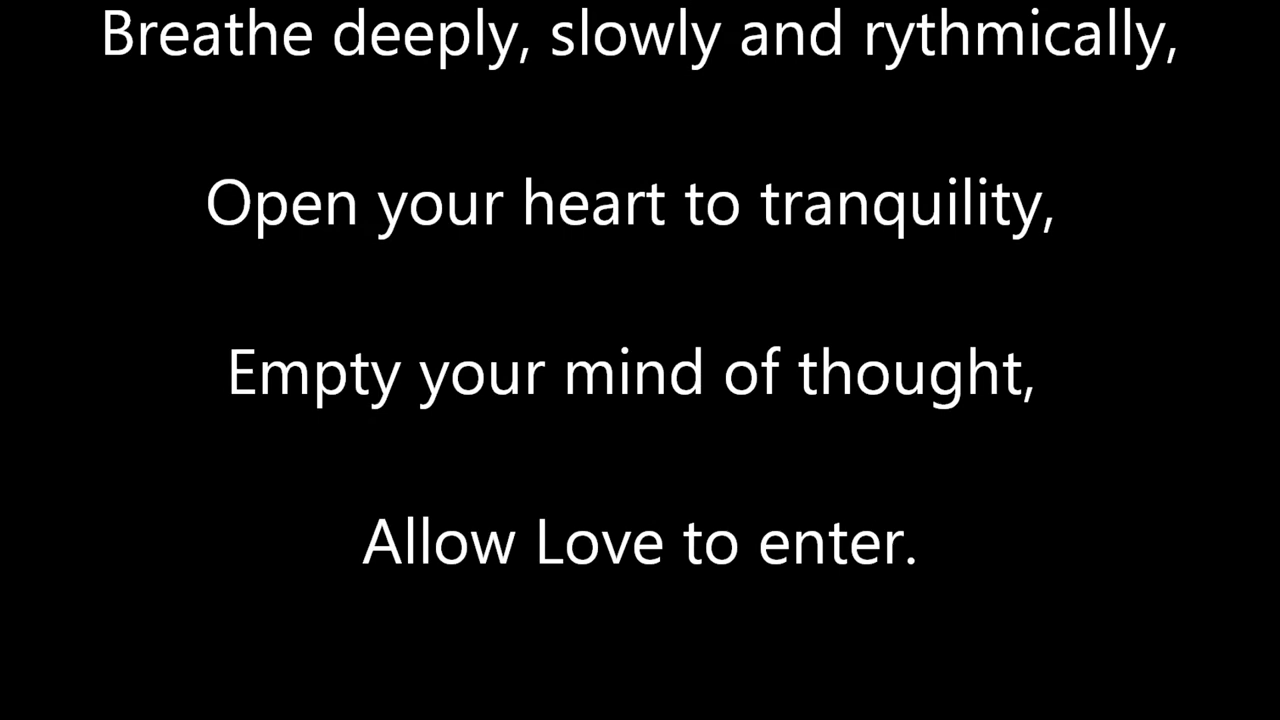 Breathe deeply, slowly and rythmically,
Open your heart to tranquility,
Empty your mind of thought,
Allow Love to enter.